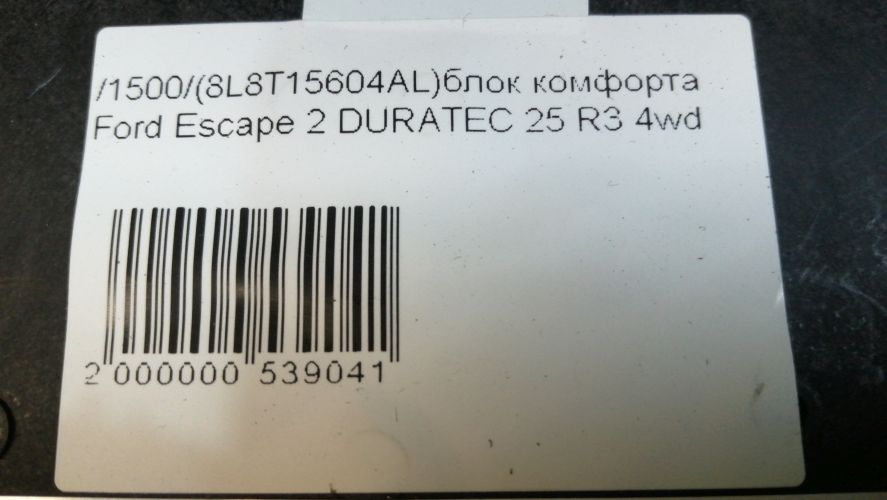 /1500/(8L8T15604AL)блок комфорта
Ford Escape 2 DURATEC 25 R3 4wd
2 000000 539041